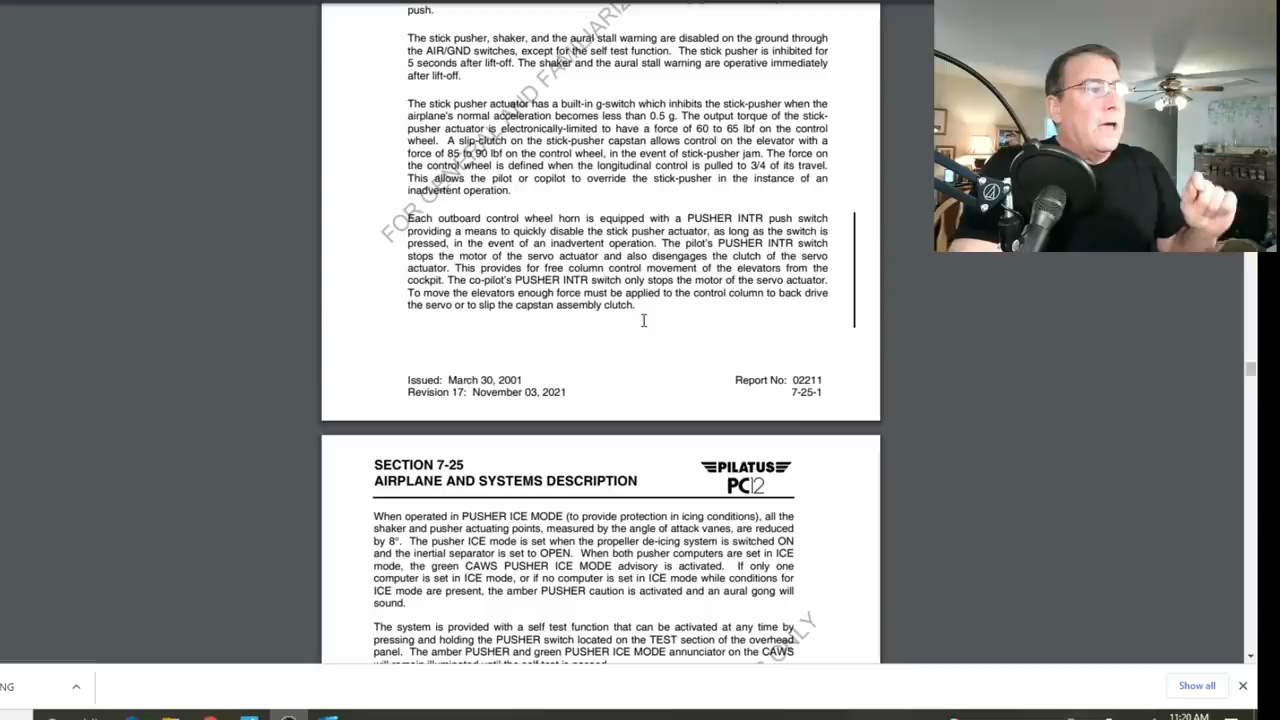 push.
The stick pusher, shaker, and the aural stall warning are disabled on the ground through
the AIR/GND switches, except for the self test function. The stick pusher is inhibited for
5 seconds after lift-off. The shaker and the aural stall warning are operative immediately
after lift-off.
The stick pusher actuator has a built-in g-switch which inhibits the stick-pusher when the
airplane's normal acceleration becomes less than 0.5 g. The output torque of the stick-
pusher actuator is electronically-limited to have a force of 60 to 65 lbf on the control
wheel. A slip-clutch on the stick-pusher capstan allows control on the elevator with a
force of 85 to 90 lbf on the control wheel, in the event of stick-pusher jam. The force on
the control wheel is defined when the longitudinal control is pulled to 3/4 of its travel.
This allows the pilot or copilot to override the stick-pusher in the instance of an
inadvertent operation.
Each outboard control wheel horn is equipped with a PUSHER INTR push switch
providing a means to quickly disable the stick pusher actuator, as long as the switch is
pressed, in the event of an inadvertent operation. The pilot's PUSHER INTR switch
stops the motor of the servo actuator and also disengages the clutch of the servo
actuator. This provides for free column control movement of the elevators from the
cockpit. The co-pilot's PUSHER INTR switch only stops the motor of the servo actuator.
To move the elevators enough force must be applied to the control column to back drive
the servo or to slip the capstan assembly clutch.
FOR GENERAL AND FAMILIARIZ
Issued: March 30, 2001
Report No: 02211
Revision 17: November 03, 2021
7-25-1
SECTION 7-25
AIRPLANE AND SYSTEMS DESCRIPTION
PILATUS
PC12
When operated in PUSHER ICE MODE (to provide protection in icing conditions), all the
shaker and pusher actuating points, measured by the angle of attack vanes, are reduced
by 8°. The pusher ICE mode is set when the propeller de-icing system is switched ON
and the inertial separator is set to OPEN. When both pusher computers are set in ICE
mode, the green CAWS PUSHER ICE MODE advisory is activated. If only one
computer is set in ICE mode, or if no computer is set in ICE mode while conditions for
ICE mode are present, the amber PUSHER caution is activated and an aural gong will
sound.
The system is provided with a self test function that can be activated at any time by
pressing and holding the PUSHER switch located on the TEST section of the overhead
panel. The amber PUSHER and green PUSHER ICE MODE annunciator on the CAWS
will remain illuminated until the self test is passed.
ONLY
NG
Show all
11:20 AM